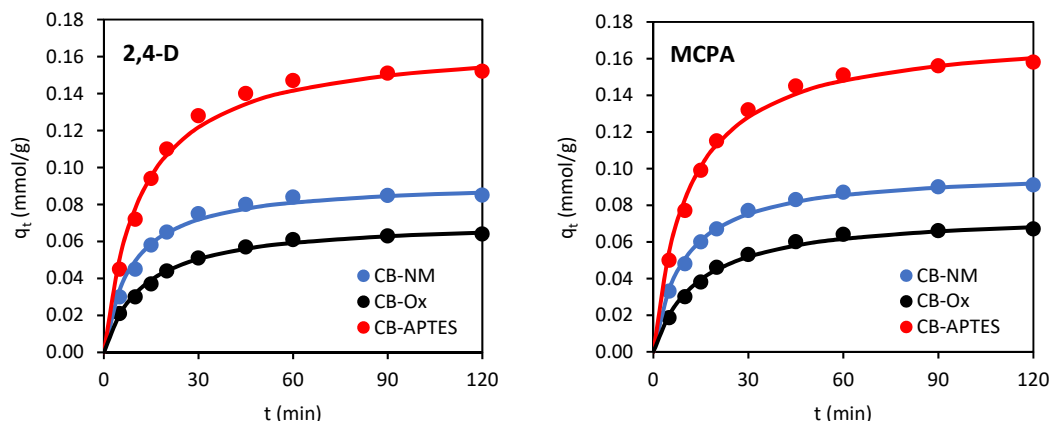 2,4-D
q_t (mmol/g)
0.18
0.16
0.14
0.12
0.10
0.08
0.06
0.04
0.02
0.00
CB-NM
CB-Ox
CB-APTES
0 30 60 90 120
t (min)
MCPA
q_t (mmol/g)
0.18
0.16
0.14
0.12
0.10
0.08
0.06
0.04
0.02
0.00
CB-NM
CB-Ox
CB-APTES
0 30 60 90 120
t (min)